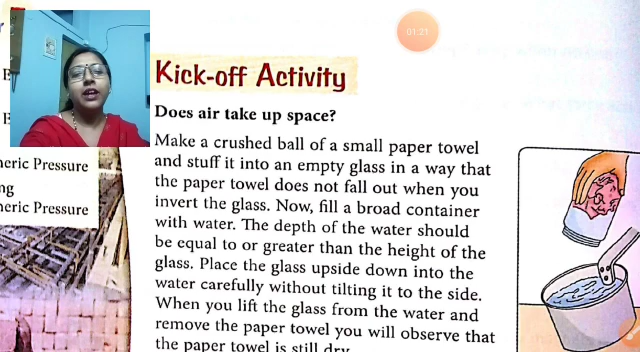 01:21
Kick-off Activity
Does air take up space?
Make a crushed ball of a small paper towel
and stuff it into an empty glass in a way that
the paper towel does not fall out when you
invert the glass. Now, fill a broad container
with water. The depth of the water should
be equal to or greater than the height of the
glass. Place the glass upside down into the
water carefully without tilting it to the side.
When you lift the glass from the water and
remove the paper towel you will observe that
the paper towel is still dry
neric Pressure
ng
neric Pressure